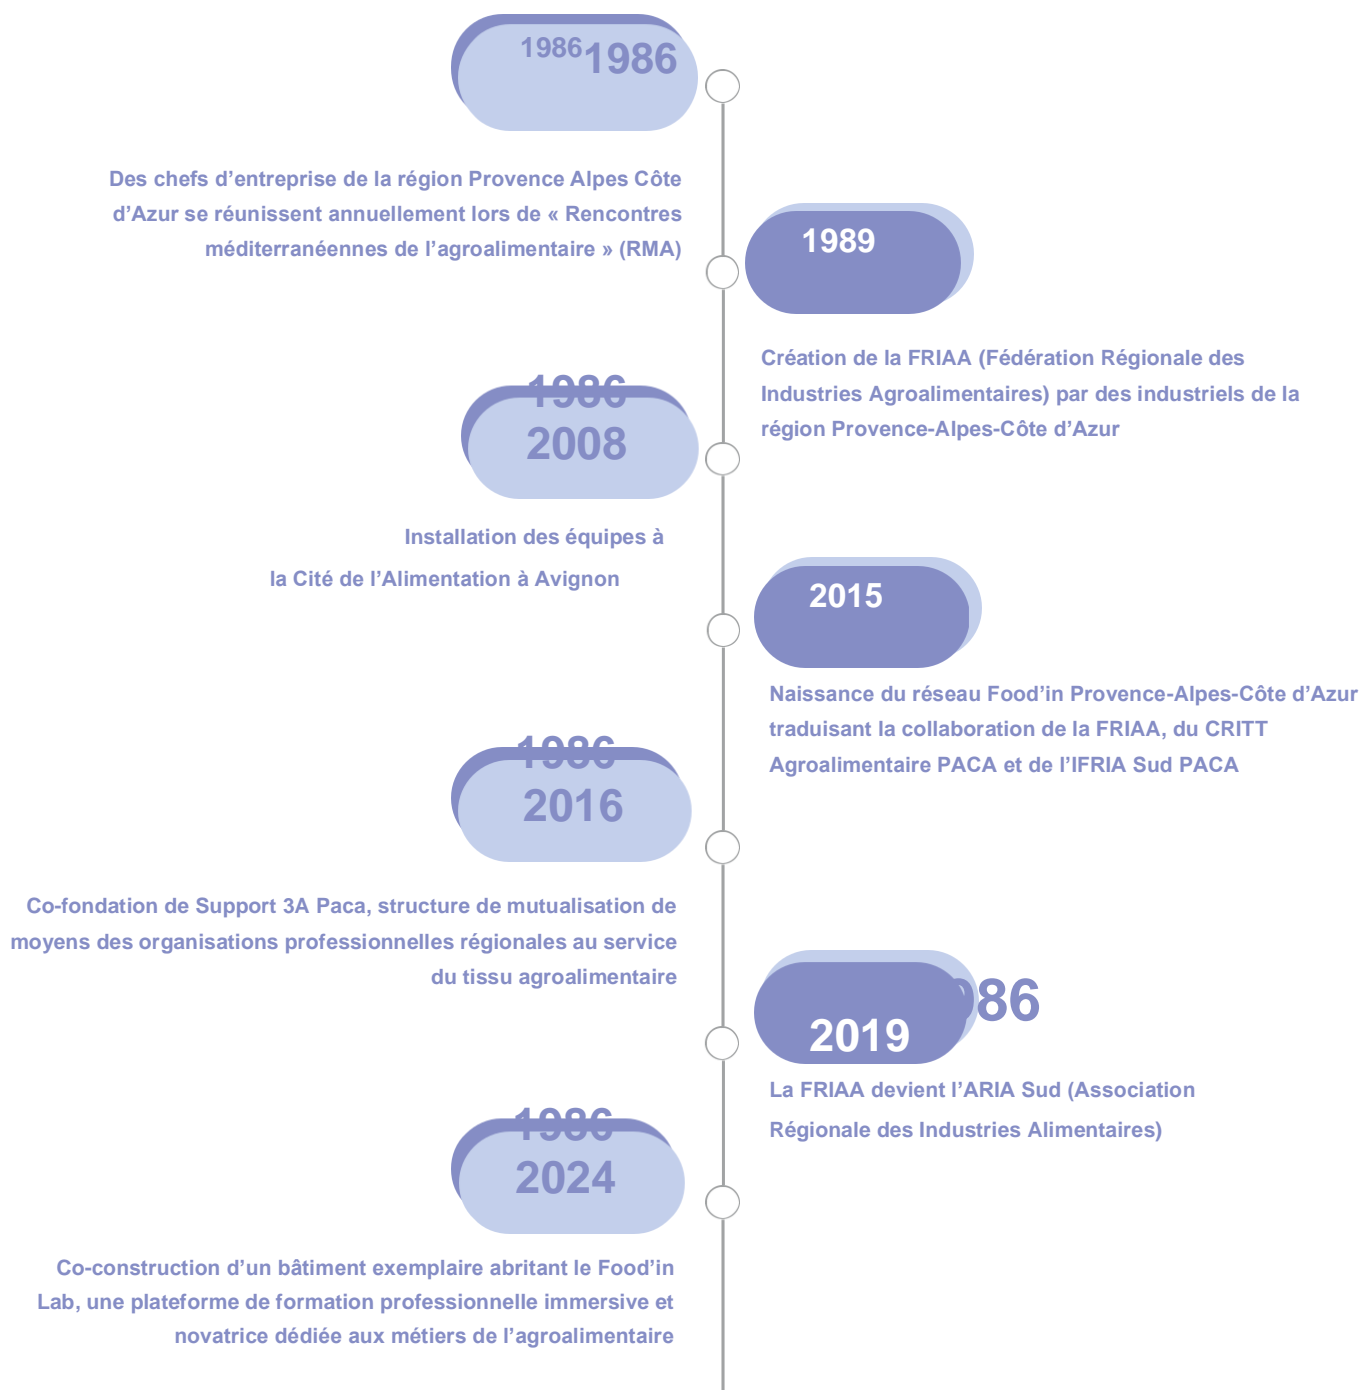 1986 1986
Des chefs d’entreprise de la région Provence Alpes Côte
d’Azur se réunissent annuellement lors de « Rencontres
méditerranéennes de l’agroalimentaire » (RMA)
1989
Création de la FRIAA (Fédération Régionale des
Industries Agroalimentaires) par des industriels de la
région Provence-Alpes-Côte d’Azur
1986
2008
Installation des équipes à
la Cité de l’Alimentation à Avignon
2015
Naissance du réseau Food’in Provence-Alpes-Côte d’Azur
traduisant la collaboration de la FRIAA, du CRITT
Agroalimentaire PACA et de l’IFRIA Sud PACA
1986
2016
Co-fondation de Support 3A Paca, structure de mutualisation de
moyens des organisations professionnelles régionales au service
du tissu agroalimentaire
986
2019
La FRIAA devient l’ARIA Sud (Association
Régionale des Industries Alimentaires)
1986
2024
Co-construction d’un bâtiment exemplaire abritant le Food’in
Lab, une plateforme de formation professionnelle immersive et
novatrice dédiée aux métiers de l’agroalimentaire